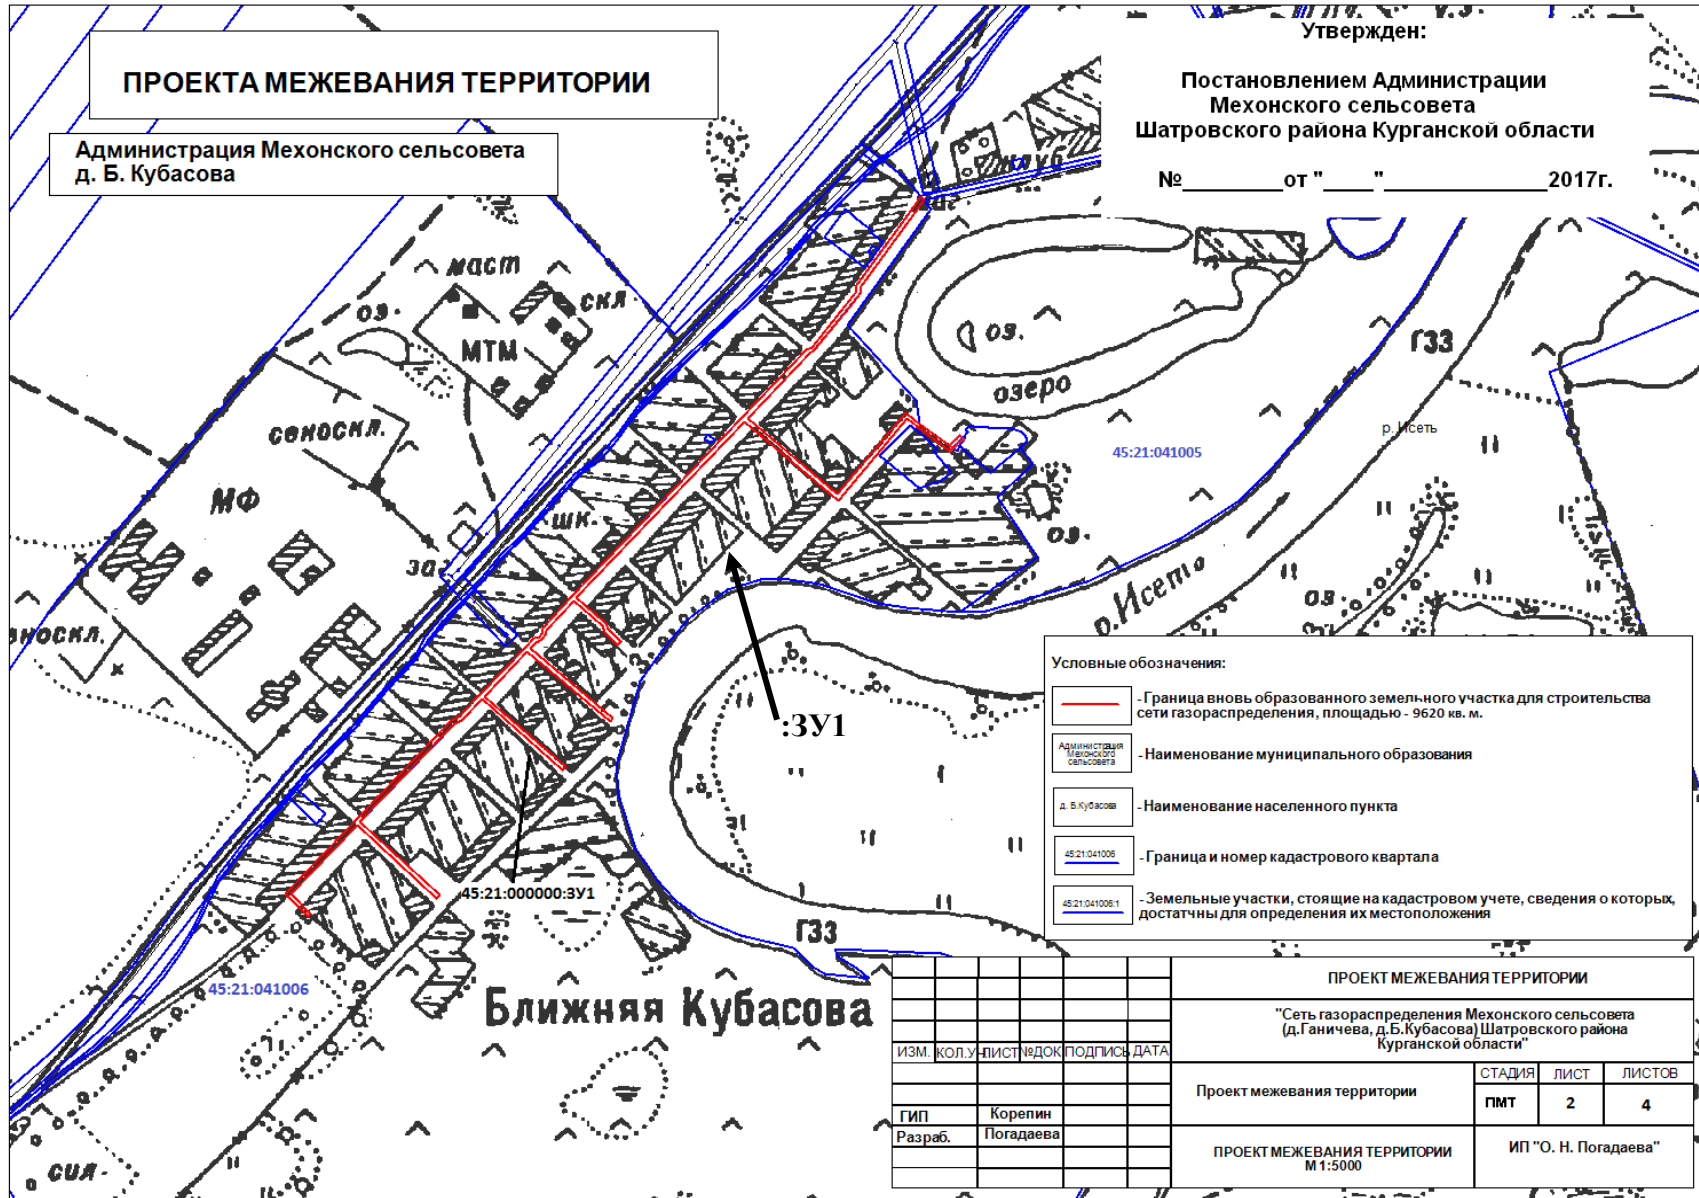 ПРОЕКТА МЕЖЕВАНИЯ ТЕРРИТОРИИ
Администрация Мехонского сельсовета
д. Б. Кубасова
Утвержден:
Постановлением Администрации
Мехонского сельсовета
Шатровского района Курганской области
№_________от "____" ______________2017г.
клуб
маст
скл.
оз.
МТМ
сеноскл.
МФ
шк.
оз.
озеро
Г33
р. Исеть
45:21:041005
оз.
р.Исеть
оз
:ЗУ1
45:21:000000:ЗУ1
45:21:041006
Г33
Ближняя Кубасова
сил.
Условные обозначения:
- Граница вновь образованного земельного участка для строительства
сети газораспределения, площадью - 9620 кв. м.
Администрация
Мехонского
сельсовета
- Наименование муниципального образования
д. Б.Кубасова
- Наименование населенного пункта
45:21:041006
- Граница и номер кадастрового квартала
45:21:041006:1
- Земельные участки, стоящие на кадастровом учете, сведения о которых,
достатчны для определения их местоположения
ПРОЕКТ МЕЖЕВАНИЯ ТЕРРИТОРИИ
"Сеть газораспределения Мехонского сельсовета
(д.Ганичева, д.Б.Кубасова) Шатровского района
Курганской области"
ИЗМ. КОЛ.У ЛИСТ №ДОК ПОДПИСЬ ДАТА
Проект межевания территории
СТАДИЯ ЛИСТ ЛИСТОВ
ПМТ 2 4
ГИП Корепин
Разраб. Погадаева
ПРОЕКТ МЕЖЕВАНИЯ ТЕРРИТОРИИ
М 1:5000
ИП "О. Н. Погадаева"